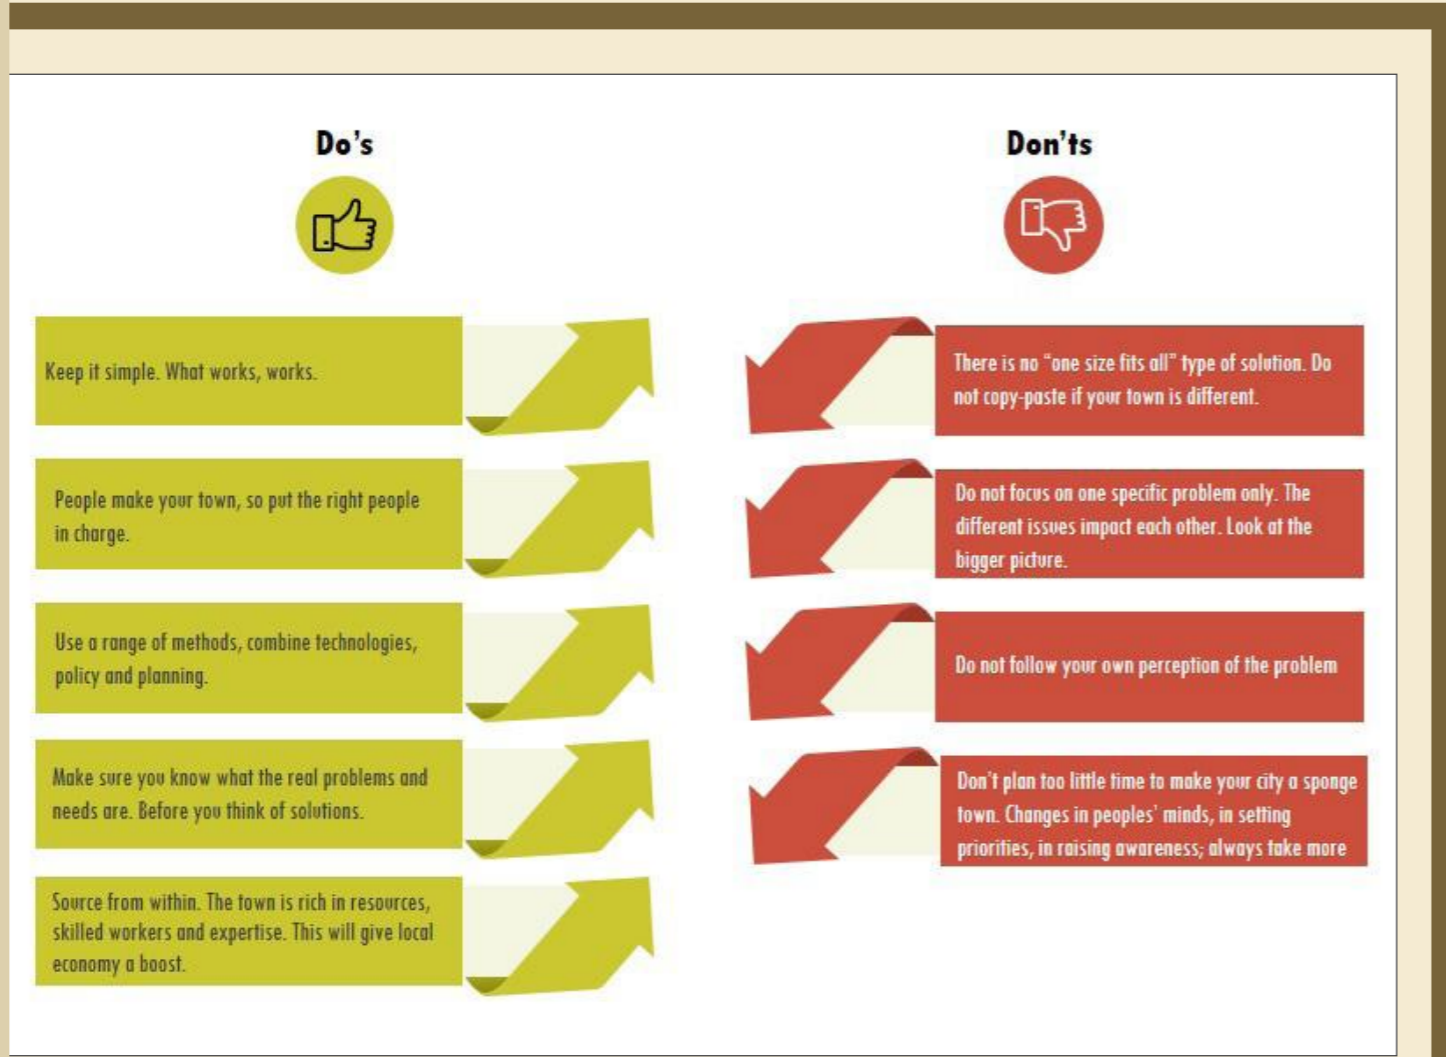 Do's
Keep it simple. What works, works.
People make your town, so put the right people
in charge.
Use a range of methods, combine technologies,
policy and planning.
Make sure you know what the real problems and
needs are. Before you think of solutions.
Source from within. The town is rich in resources,
skilled workers and expertise. This will give local
economy a boost.
Don'ts
There is no "one size fits all" type of solution. Do
not copy-paste if your town is different.
Do not focus on one specific problem only. The
different issues impact each other. Look at the
bigger picture.
Do not follow your own perception of the problem
Don't plan too little time to make your city a sponge
town. Changes in peoples' minds, in setting
priorities, in raising awareness; always take more